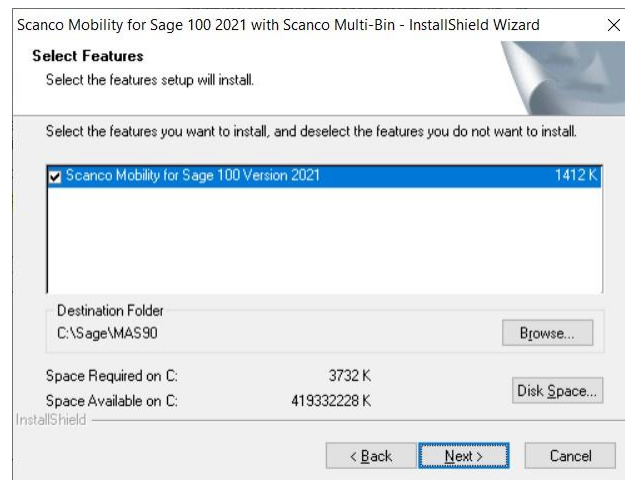 Scanco Mobility for Sage 100 2021 with Scanco Multi-Bin - InstallShield Wizard
Select Features
Select the features setup will install.
Select the features you want to install, and deselect the features you do not want to install.
Scanco Mobility for Sage 100 Version 2021 1412 K
Destination Folder
C:\Sage\MAS90 Browse...
Space Required on C: 3732 K
Space Available on C: 419332228 K Disk Space...
InstallShield
< Back Next > Cancel